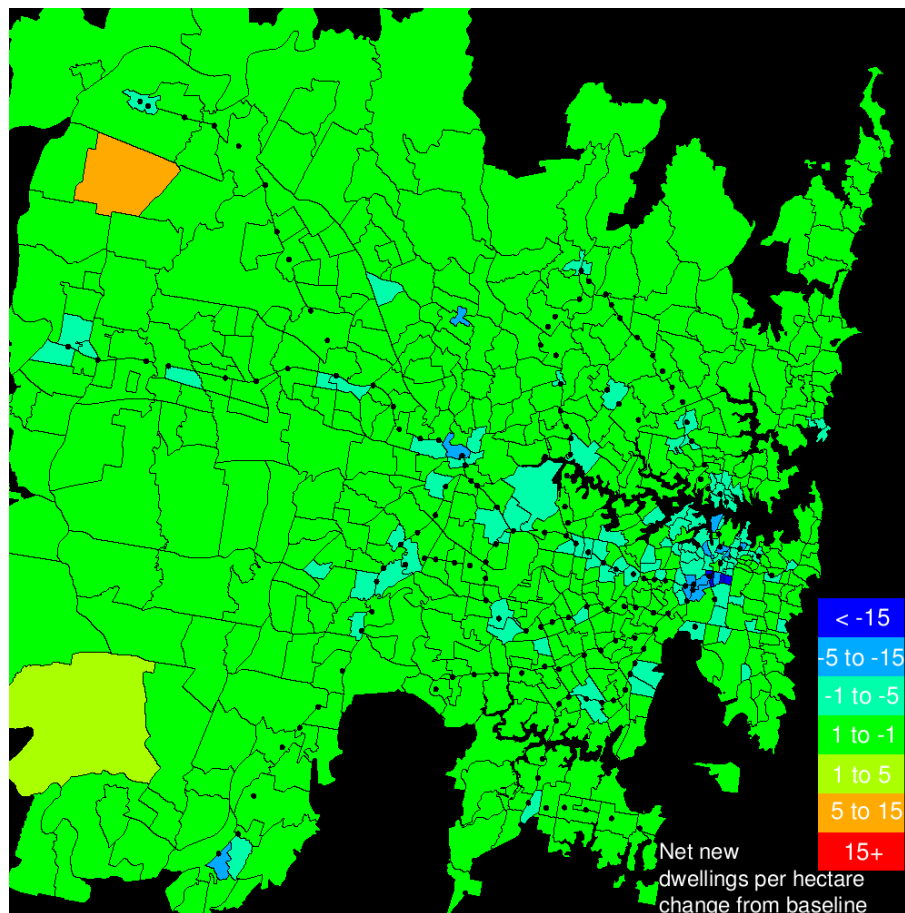 < -15
-5 to -15
-1 to -5
1 to -1
1 to 5
5 to 15
15+
Net new
dwellings per hectare
change from baseline